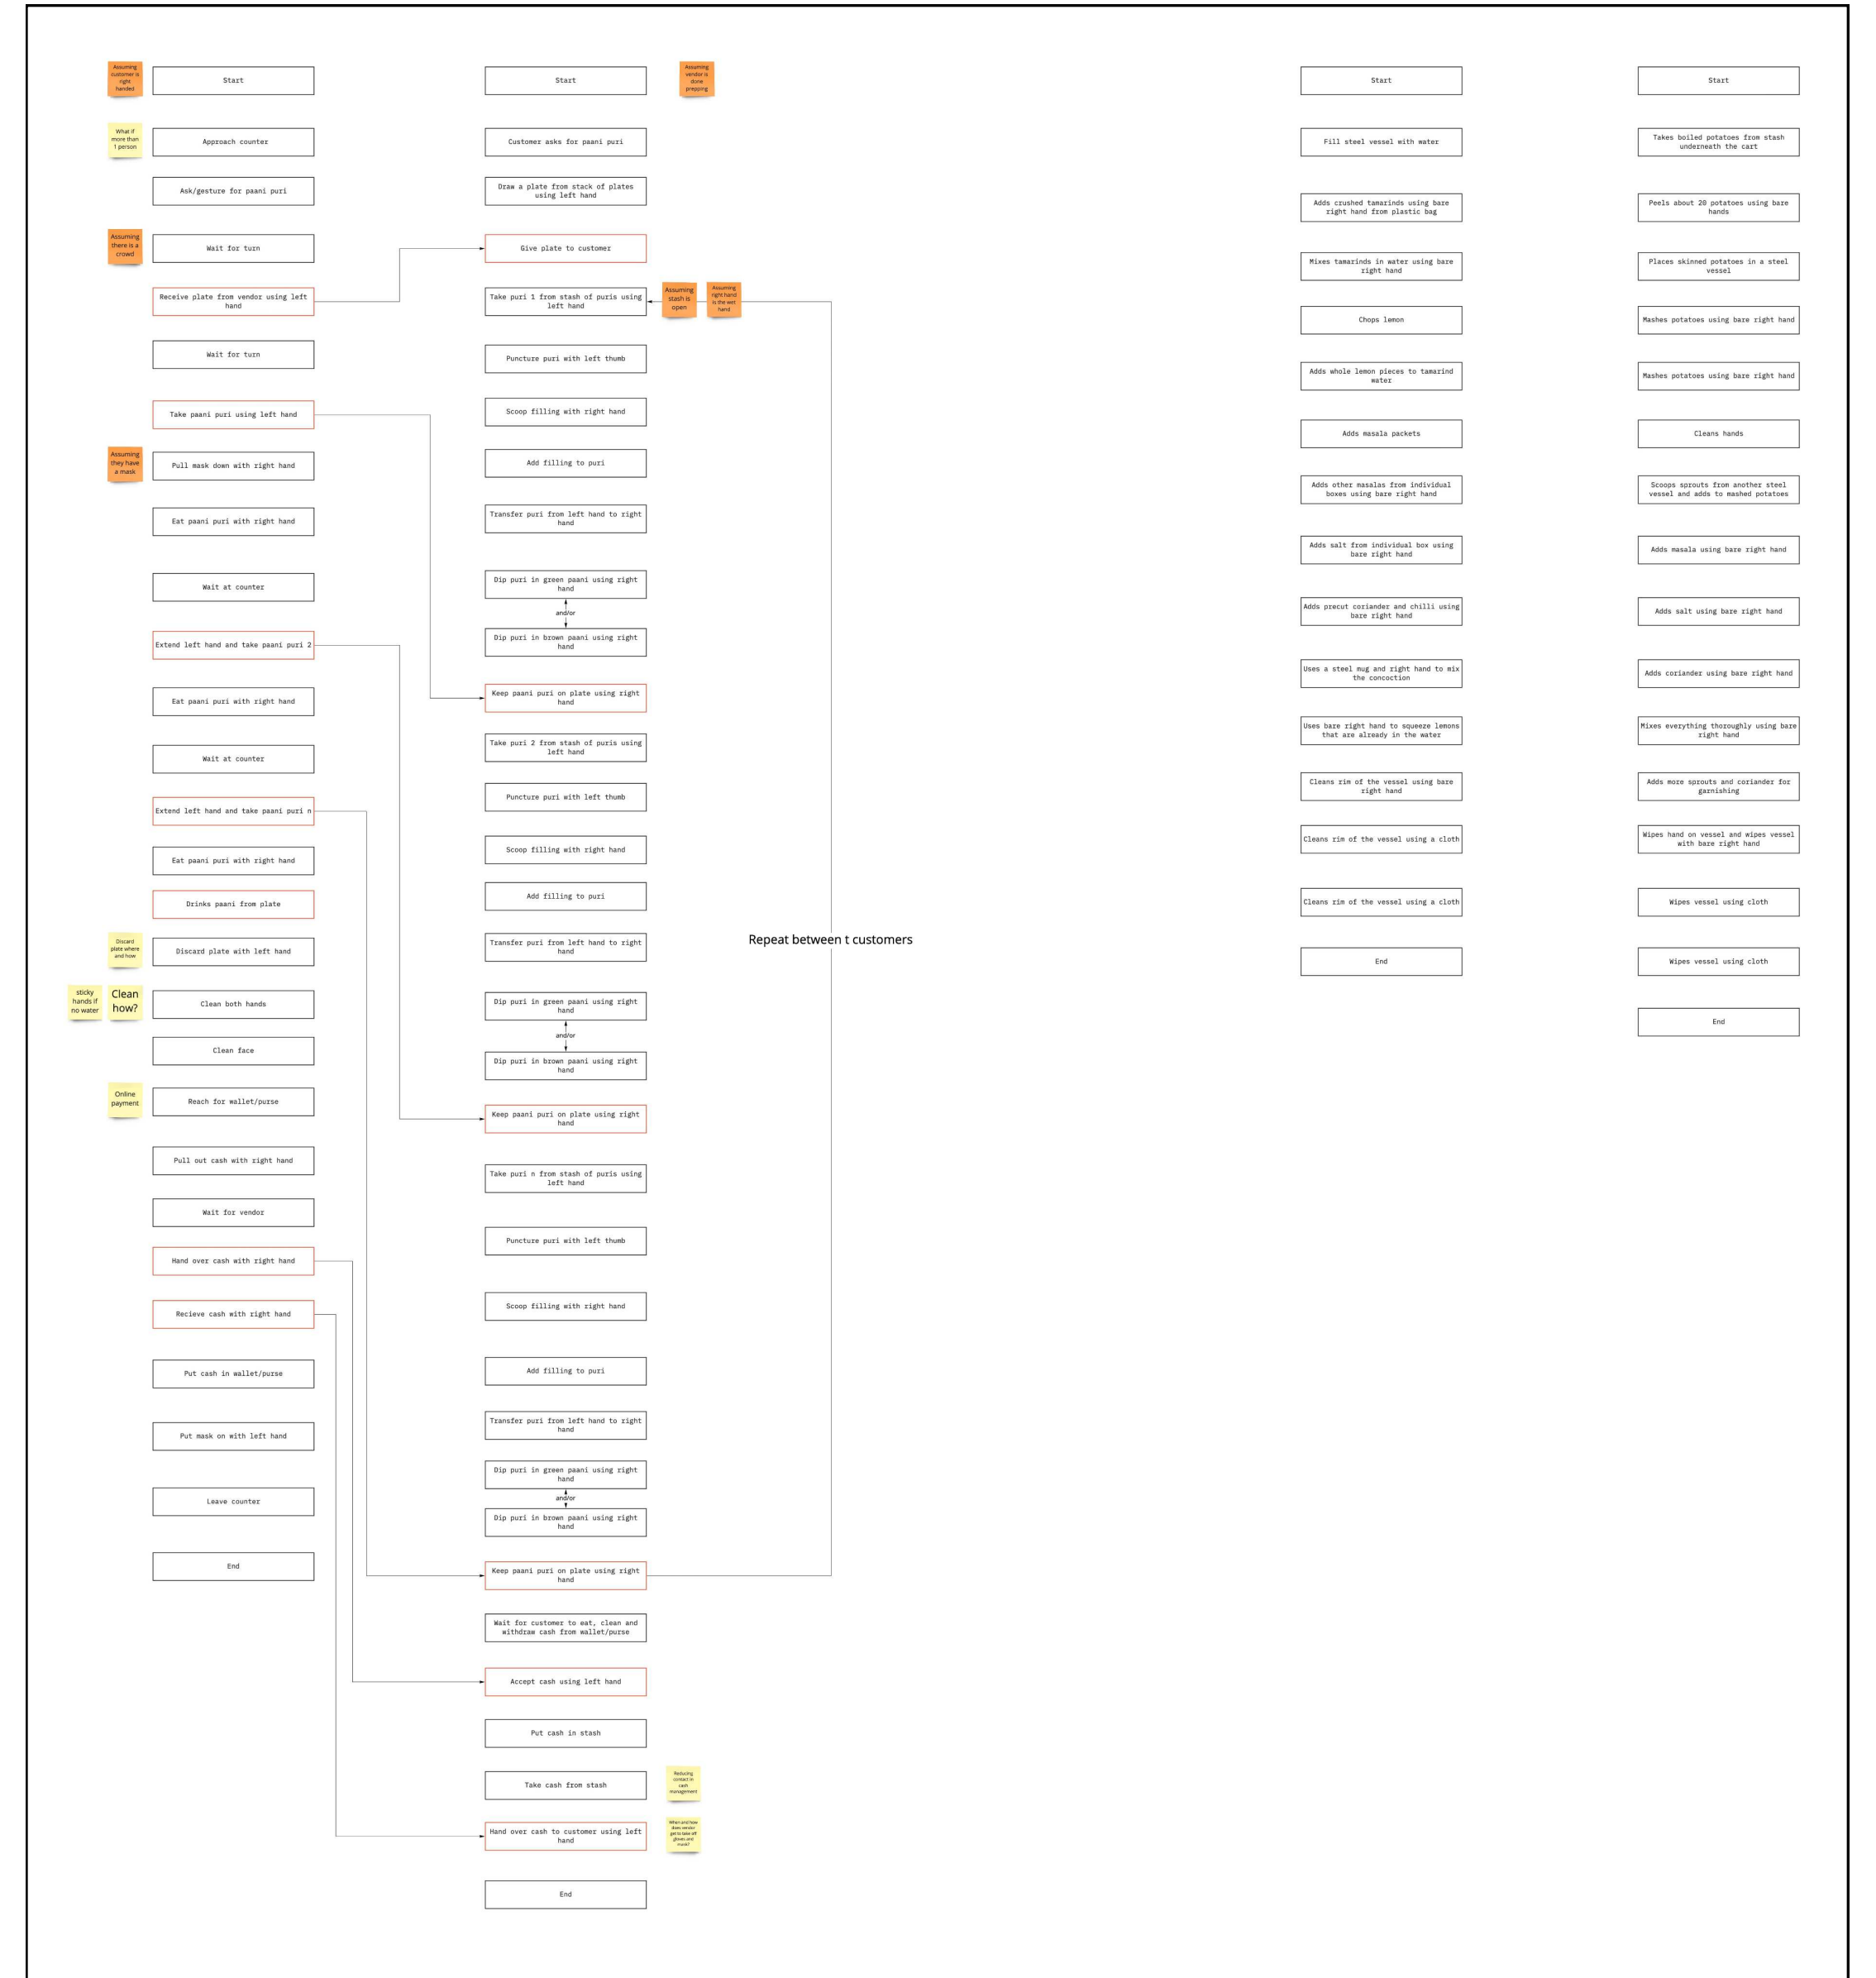 Assuming
customer is
right
handed
Start
What if
more than
1 person
Approach counter
Ask/gesture for paani puri
Assuming
there is a
crowd
Wait for turn
Receive plate from vendor using left
hand
Wait for turn
Take paani puri using left hand
Assuming
they have
a mask
Pull mask down with right hand
Eat paani puri with right hand
Wait at counter
Extend left hand and take paani puri 2
Eat paani puri with right hand
Wait at counter
Extend left hand and take paani puri n
Eat paani puri with right hand
Drinks paani from plate
Discard
plate where
and how
Discard plate with left hand
sticky
hands if
no water
Clean
how?
Clean both hands
Clean face
Online
payment
Reach for wallet/purse
Pull out cash with right hand
Wait for vendor
Hand over cash with right hand
Recieve cash with right hand
Put cash in wallet/purse
Put mask on with left hand
Leave counter
End
Start
Assuming
vendor is
done
prepping
Customer asks for paani puri
Draw a plate from stack of plates
using left hand
Give plate to customer
Take puri 1 from stash of puris using
left hand
Assuming
stash is
open
Assuming
right hand
is the wet
hand
Puncture puri with left thumb
Scoop filling with right hand
Add filling to puri
Transfer puri from left hand to right
hand
Dip puri in green paani using right
hand
and/or
Dip puri in brown paani using right
hand
Keep paani puri on plate using right
hand
Take puri 2 from stash of puris using
left hand
Puncture puri with left thumb
Scoop filling with right hand
Add filling to puri
Transfer puri from left hand to right
hand
Repeat between t customers
Dip puri in green paani using right
hand
and/or
Dip puri in brown paani using right
hand
Keep paani puri on plate using right
hand
Take puri n from stash of puris using
left hand
Puncture puri with left thumb
Scoop filling with right hand
Add filling to puri
Transfer puri from left hand to right
hand
Dip puri in green paani using right
hand
and/or
Dip puri in brown paani using right
hand
Keep paani puri on plate using right
hand
Wait for customer to eat, clean and
withdraw cash from wallet/purse
Accept cash using left hand
Put cash in stash
Take cash from stash
Reducing
contact in
cash
management
Hand over cash to customer using left
hand
When and how
does vendor
get to take off
gloves and
mask?
End
Start
Fill steel vessel with water
Adds crushed tamarinds using bare
right hand from plastic bag
Mixes tamarinds in water using bare
right hand
Chops lemon
Adds whole lemon pieces to tamarind
water
Adds masala packets
Adds other masalas from individual
boxes using bare right hand
Adds salt from individual box using
bare right hand
Adds precut coriander and chilli using
bare right hand
Uses a steel mug and right hand to mix
the concoction
Uses bare right hand to squeeze lemons
that are already in the water
Cleans rim of the vessel using bare
right hand
Cleans rim of the vessel using a cloth
Cleans rim of the vessel using a cloth
End
Start
Takes boiled potatoes from stash
underneath the cart
Peels about 20 potatoes using bare
hands
Places skinned potatoes in a steel
vessel
Mashes potatoes using bare right hand
Mashes potatoes using bare right hand
Cleans hands
Scoops sprouts from another steel
vessel and adds to mashed potatoes
Adds masala using bare right hand
Adds salt using bare right hand
Adds coriander using bare right hand
Mixes everything thoroughly using bare
right hand
Adds more sprouts and coriander for
garnishing
Wipes hand on vessel and wipes vessel
with bare right hand
Wipes vessel using cloth
Wipes vessel using cloth
End